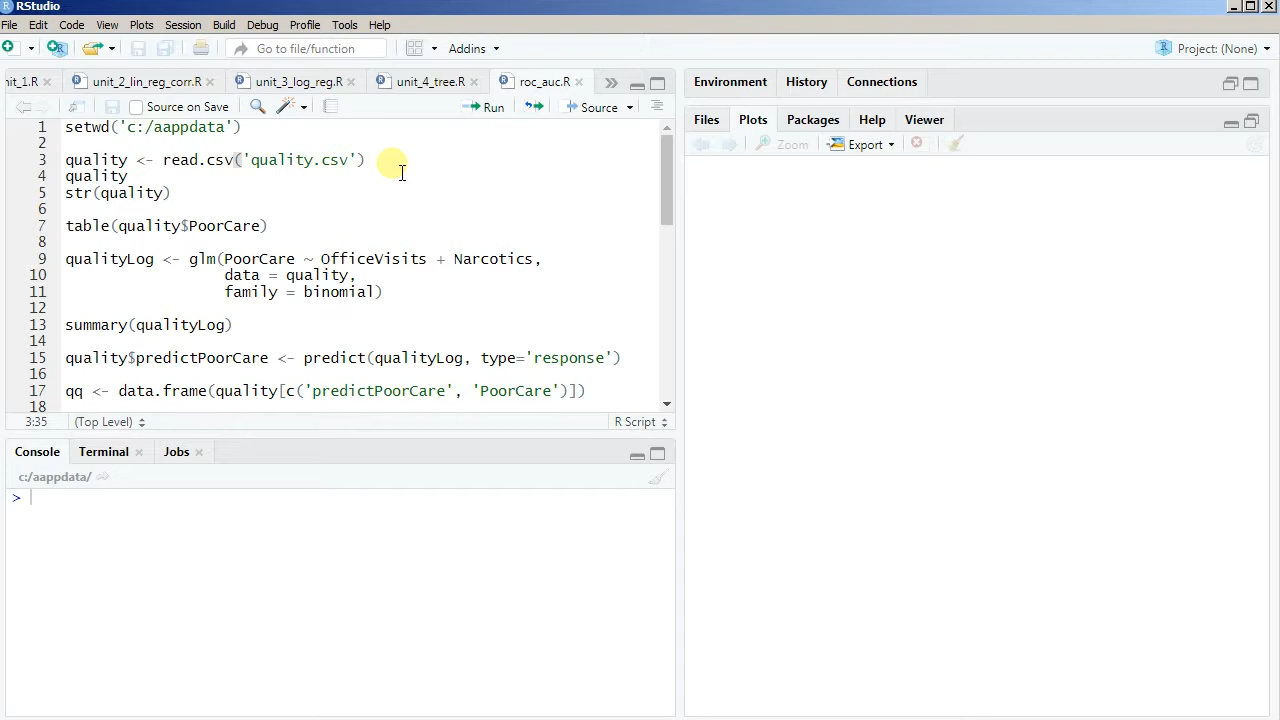 RStudio
File Edit Code View Plots Session Build Debug Profile Tools Help
Go to file/function Addins Project: (None)
nit_1.R unit_2_lin_reg_corr.R unit_3_log_reg.R unit_4_tree.R roc_auc.R
Source on Save Run Source
1 setwd('c:/aappdata')
2
3 quality <- read.csv('quality.csv')
4 quality
5 str(quality)
6
7 table(quality$PoorCare)
8
9 qualityLog <- glm(PoorCare ~ OfficeVisits + Narcotics,
10 data = quality,
11 family = binomial)
12
13 summary(qualityLog)
14
15 quality$predictPoorCare <- predict(qualityLog, type='response')
16
17 qq <- data.frame(quality[c('predictPoorCare', 'PoorCare')])
18
3:35 (Top Level) R Script
Console Terminal Jobs
c:/aappdata/
>
Environment History Connections
Files Plots Packages Help Viewer
Zoom Export